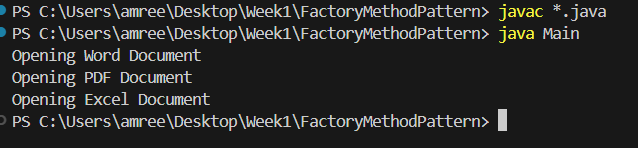 PS C:\Users\amree\Desktop\Week1\FactoryMethodPattern> javac *.java
PS C:\Users\amree\Desktop\Week1\FactoryMethodPattern> java Main
Opening Word Document
Opening PDF Document
Opening Excel Document
PS C:\Users\amree\Desktop\Week1\FactoryMethodPattern>